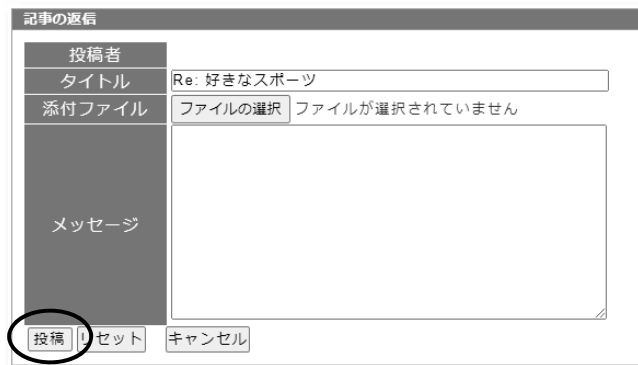 記事の返信
投稿者
タイトル Re: 好きなスポーツ
添付ファイル ファイルの選択 ファイルが選択されていません
メッセージ
投稿 リセット キャンセル